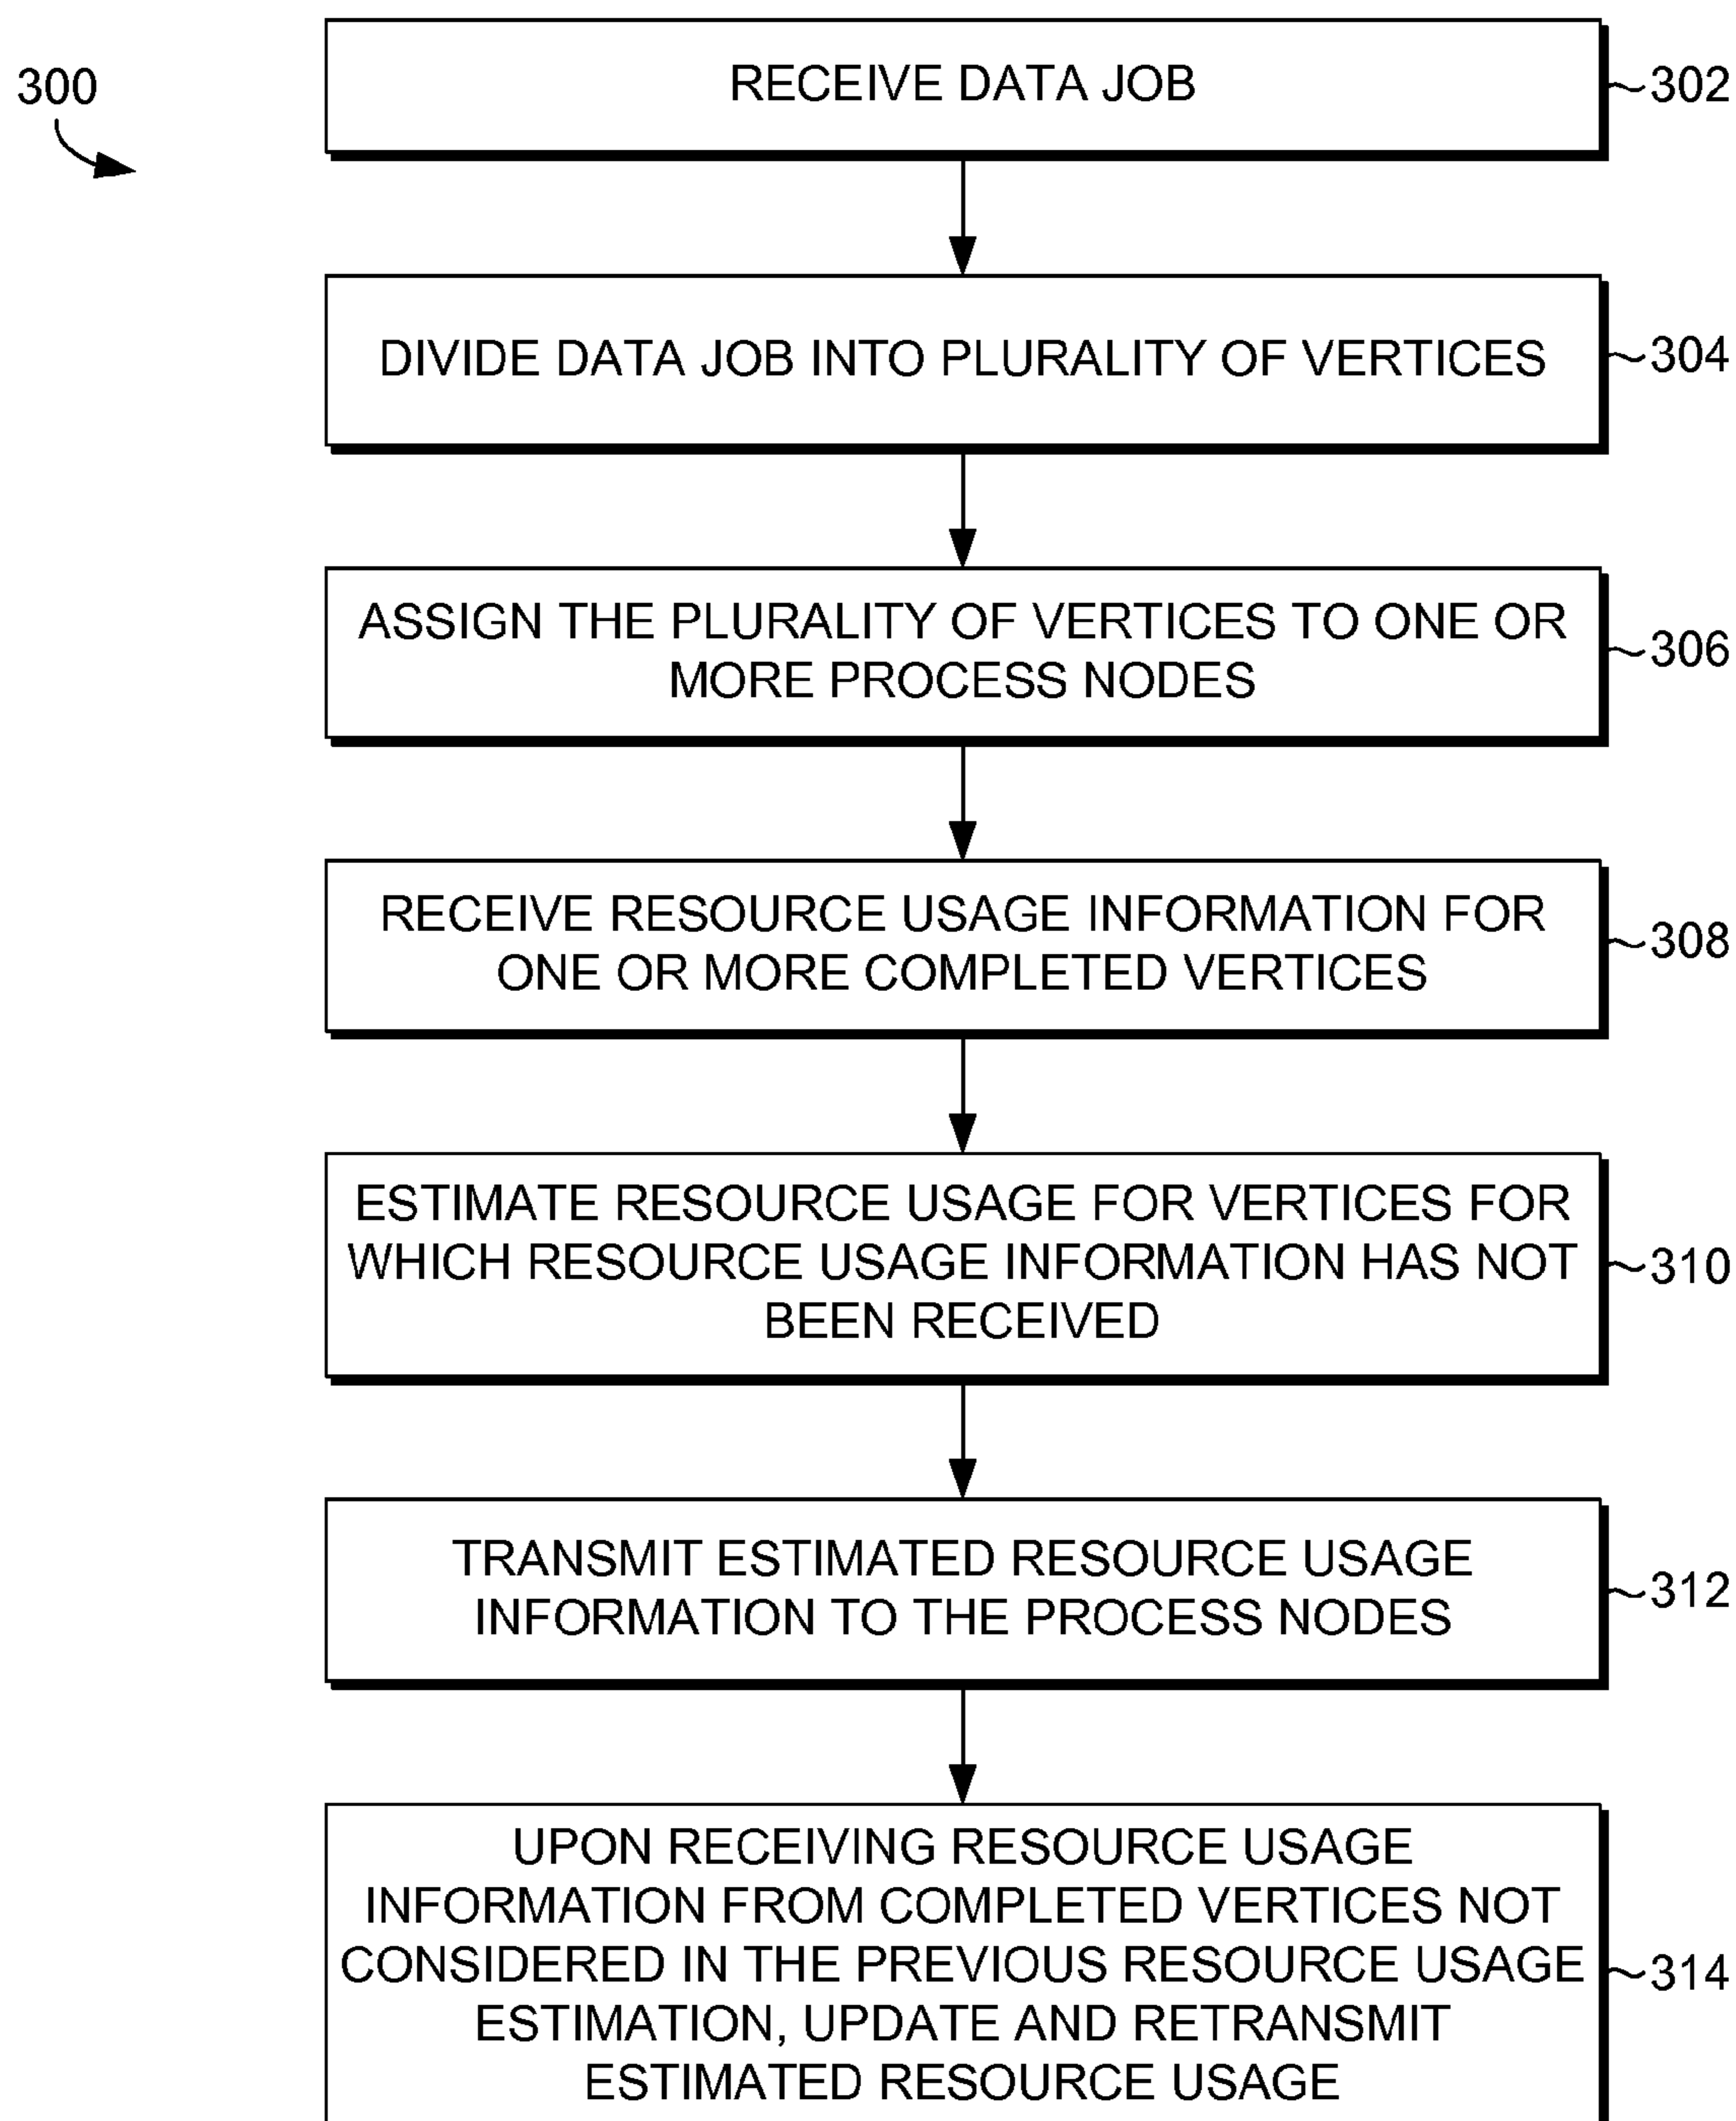 300
RECEIVE DATA JOB
302
DIVIDE DATA JOB INTO PLURALITY OF VERTICES
304
ASSIGN THE PLURALITY OF VERTICES TO ONE OR
MORE PROCESS NODES
306
RECEIVE RESOURCE USAGE INFORMATION FOR
ONE OR MORE COMPLETED VERTICES
308
ESTIMATE RESOURCE USAGE FOR VERTICES FOR
WHICH RESOURCE USAGE INFORMATION HAS NOT
BEEN RECEIVED
310
TRANSMIT ESTIMATED RESOURCE USAGE
INFORMATION TO THE PROCESS NODES
312
UPON RECEIVING RESOURCE USAGE
INFORMATION FROM COMPLETED VERTICES NOT
CONSIDERED IN THE PREVIOUS RESOURCE USAGE
ESTIMATION, UPDATE AND RETRANSMIT
ESTIMATED RESOURCE USAGE
314